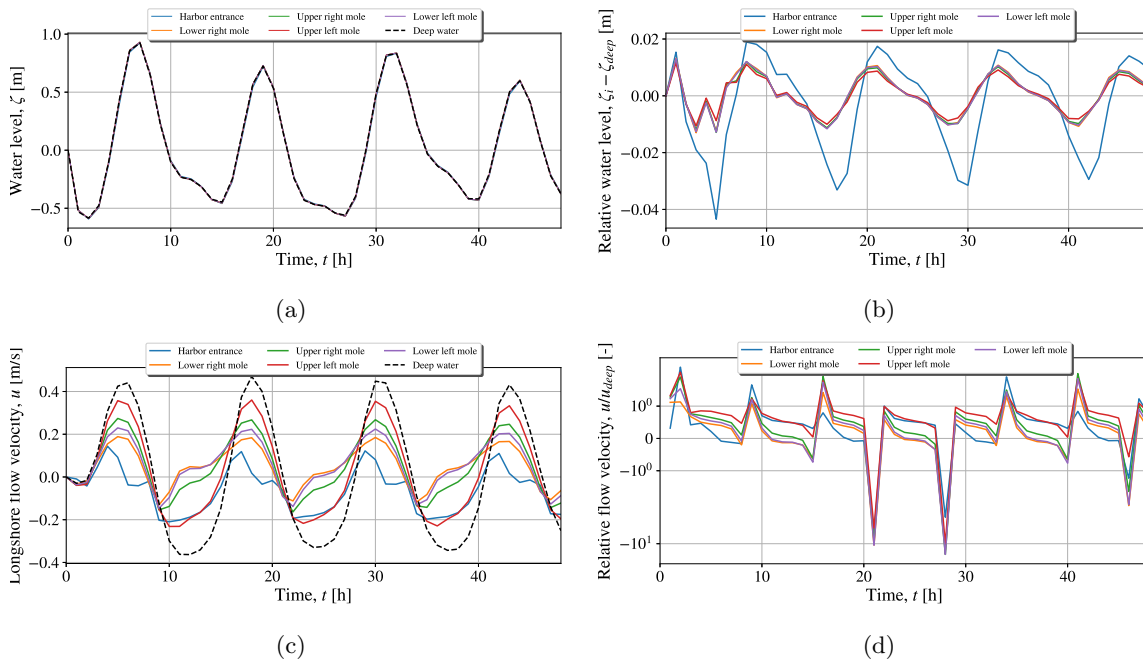 Harbor entrance Upper right mole Lower left mole
Lower right mole Upper left mole Deep water
1.0
0.5
0.0
−0.5
Water level, ζ [m]
0 10 20 30 40
Time, t [h]
(a)
Harbor entrance Upper right mole Lower left mole
Lower right mole Upper left mole
0.02
0.00
−0.02
−0.04
Relative water level, ζi − ζdeep [m]
0 10 20 30 40
Time, t [h]
(b)
Harbor entrance Upper right mole Lower left mole
Lower right mole Upper left mole Deep water
0.4
0.2
0.0
−0.2
−0.4
Longshore flow velocity, u [m/s]
0 10 20 30 40
Time, t [h]
(c)
Harbor entrance Upper right mole Lower left mole
Lower right mole Upper left mole
10⁰
0
−10⁰
−10¹
Relative flow velocity, u/udeep [-]
0 10 20 30 40
Time, t [h]
(d)